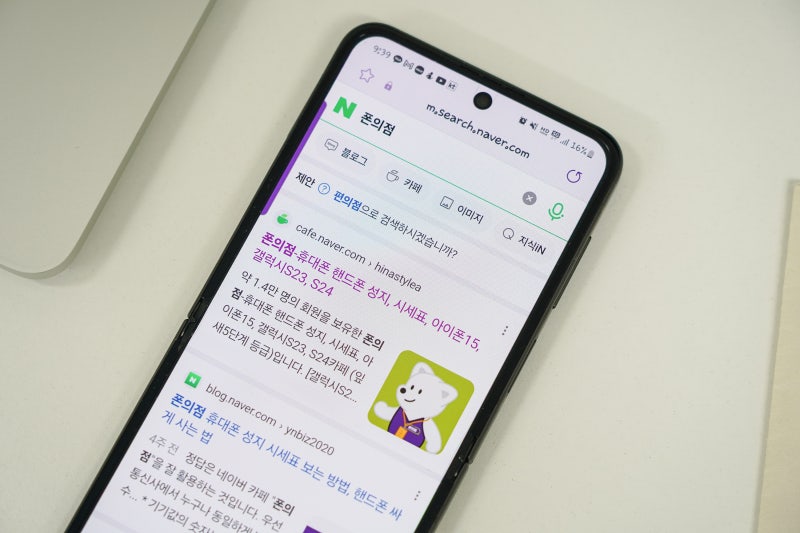 9:39
16%
m.search.naver.com
N 폰의점
블로그 카페 이미지 지식iN
제안 ? 편의점으로 검색하시겠습니까?
cafe.naver.com › hinastylea
폰의점-휴대폰 핸드폰 성지, 시세표, 아이폰15,
갤럭시S23, S24
약 1.4만 명의 회원을 보유한 폰의
점-휴대폰 핸드폰 성지, 시세표, 아
이폰15, 갤럭시S23, S24카페 (잎
새5단계 등급)입니다. [갤럭시S2...
N blog.naver.com › ynbiz2020
폰의점 휴대폰 성지 시세표 보는 방법, 핸드폰 싸
게 사는 법
4주 전 정답은 네이버 카페 "폰의
점"을 잘 활용하는 것입니다. 우선
통신사에서 누구나 동일하게
수... * 기기값의 숫자